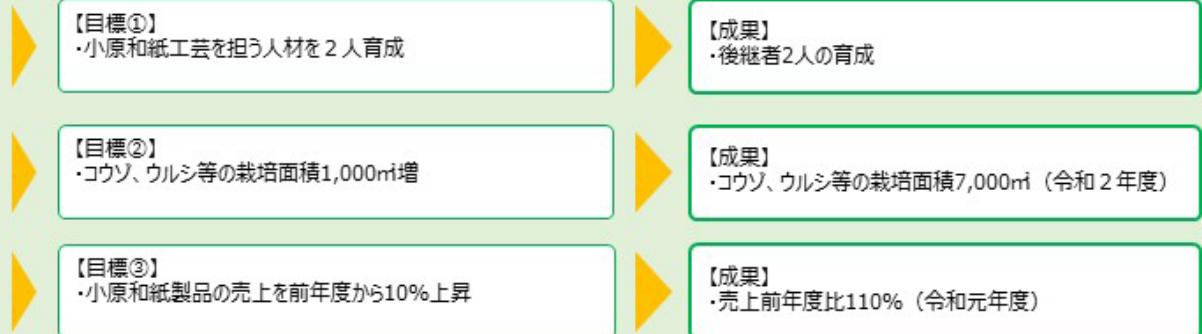 【目標①】
・小原和紙工芸を担う人材を２人育成
【成果】
・後継者2人の育成
【目標②】
・コウゾ、ウルシ等の栽培面積1,000㎡増
【成果】
・コウゾ、ウルシ等の栽培面積7,000㎡（令和２年度）
【目標③】
・小原和紙製品の売上を前年度から10%上昇
【成果】
・売上前年度比110%（令和元年度）